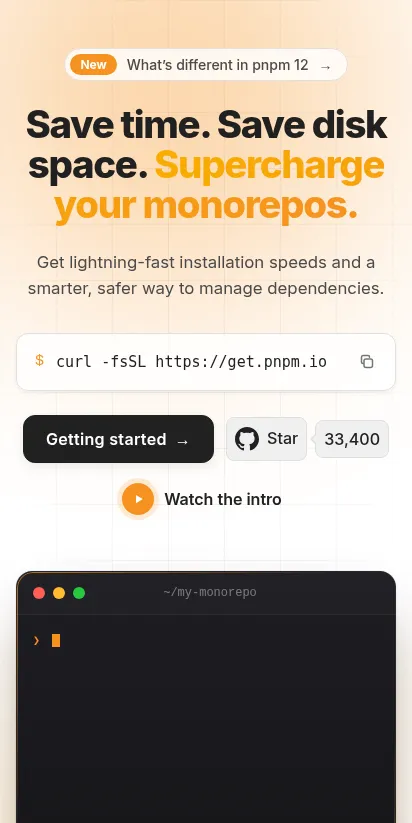 New What's different in pnpm 12 →
Save time. Save disk
space. Supercharge
your monorepos.
Get lightning-fast installation speeds and a
smarter, safer way to manage dependencies.
$ curl -fsSL https://get.pnpm.io
Getting started → Star 33,400
Watch the intro
~/my-monorepo
❯